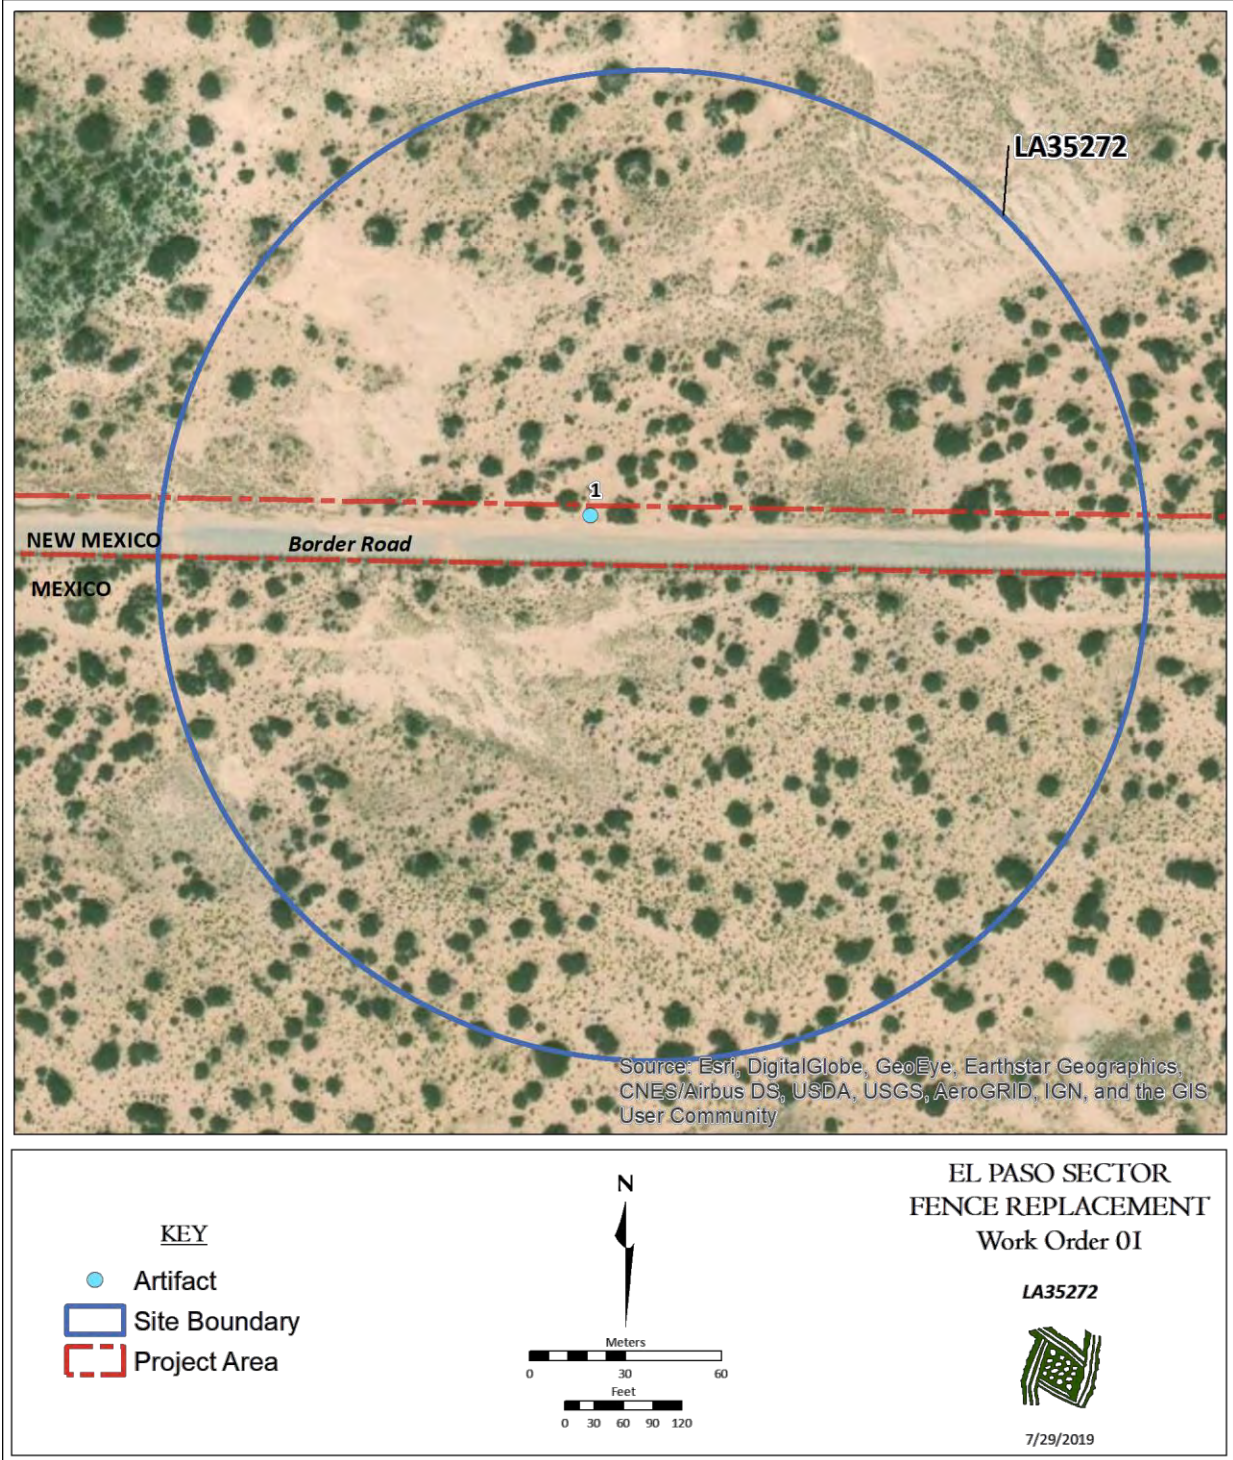 LA35272
1
NEW MEXICO
Border Road
MEXICO
Source: Esri, DigitalGlobe, GeoEye, Earthstar Geographics,
CNES/Airbus DS, USDA, USGS, AeroGRID, IGN, and the GIS
User Community
KEY
Artifact
Site Boundary
Project Area
N
Meters
0 30 60
Feet
0 30 60 90 120
EL PASO SECTOR
FENCE REPLACEMENT
Work Order 01
LA35272
7/29/2019